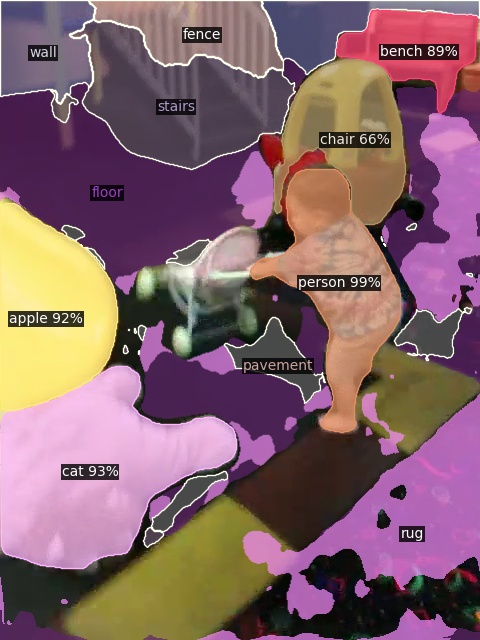 fence
wall
bench 89%
stairs
chair 66%
floor
person 99%
apple 92%
pavement
cat 93%
rug